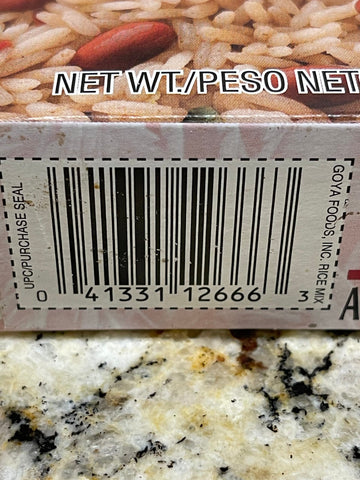 NET WT./PESO NET
UPC/PURCHASE SEAL
GOYA FOODS, INC. RICE MIX
0 41331 12666 3
A